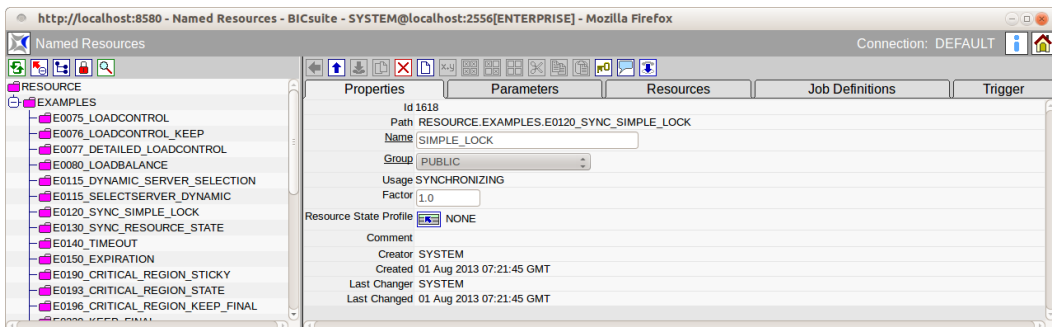 http://localhost:8580 - Named Resources - BICsuite - SYSTEM@localhost:2556[ENTERPRISE] - Mozilla Firefox
Named Resources
Connection: DEFAULT
RESOURCE
EXAMPLES
E0075_LOADCONTROL
E0076_LOADCONTROL_KEEP
E0077_DETAILED_LOADCONTROL
E0080_LOADBALANCE
E0115_DYNAMIC_SERVER_SELECTION
E0115_SELECTSERVER_DYNAMIC
E0120_SYNC_SIMPLE_LOCK
E0130_SYNC_RESOURCE_STATE
E0140_TIMEOUT
E0150_EXPIRATION
E0190_CRITICAL_REGION_STICKY
E0193_CRITICAL_REGION_STATE
E0196_CRITICAL_REGION_KEEP_FINAL
x-y
Properties Parameters Resources Job Definitions Trigger
Id 1618
Path RESOURCE.EXAMPLES.E0120_SYNC_SIMPLE_LOCK
Name SIMPLE_LOCK
Group PUBLIC
Usage SYNCHRONIZING
Factor 1.0
Resource State Profile NONE
Comment
Creator SYSTEM
Created 01 Aug 2013 07:21:45 GMT
Last Changer SYSTEM
Last Changed 01 Aug 2013 07:21:45 GMT